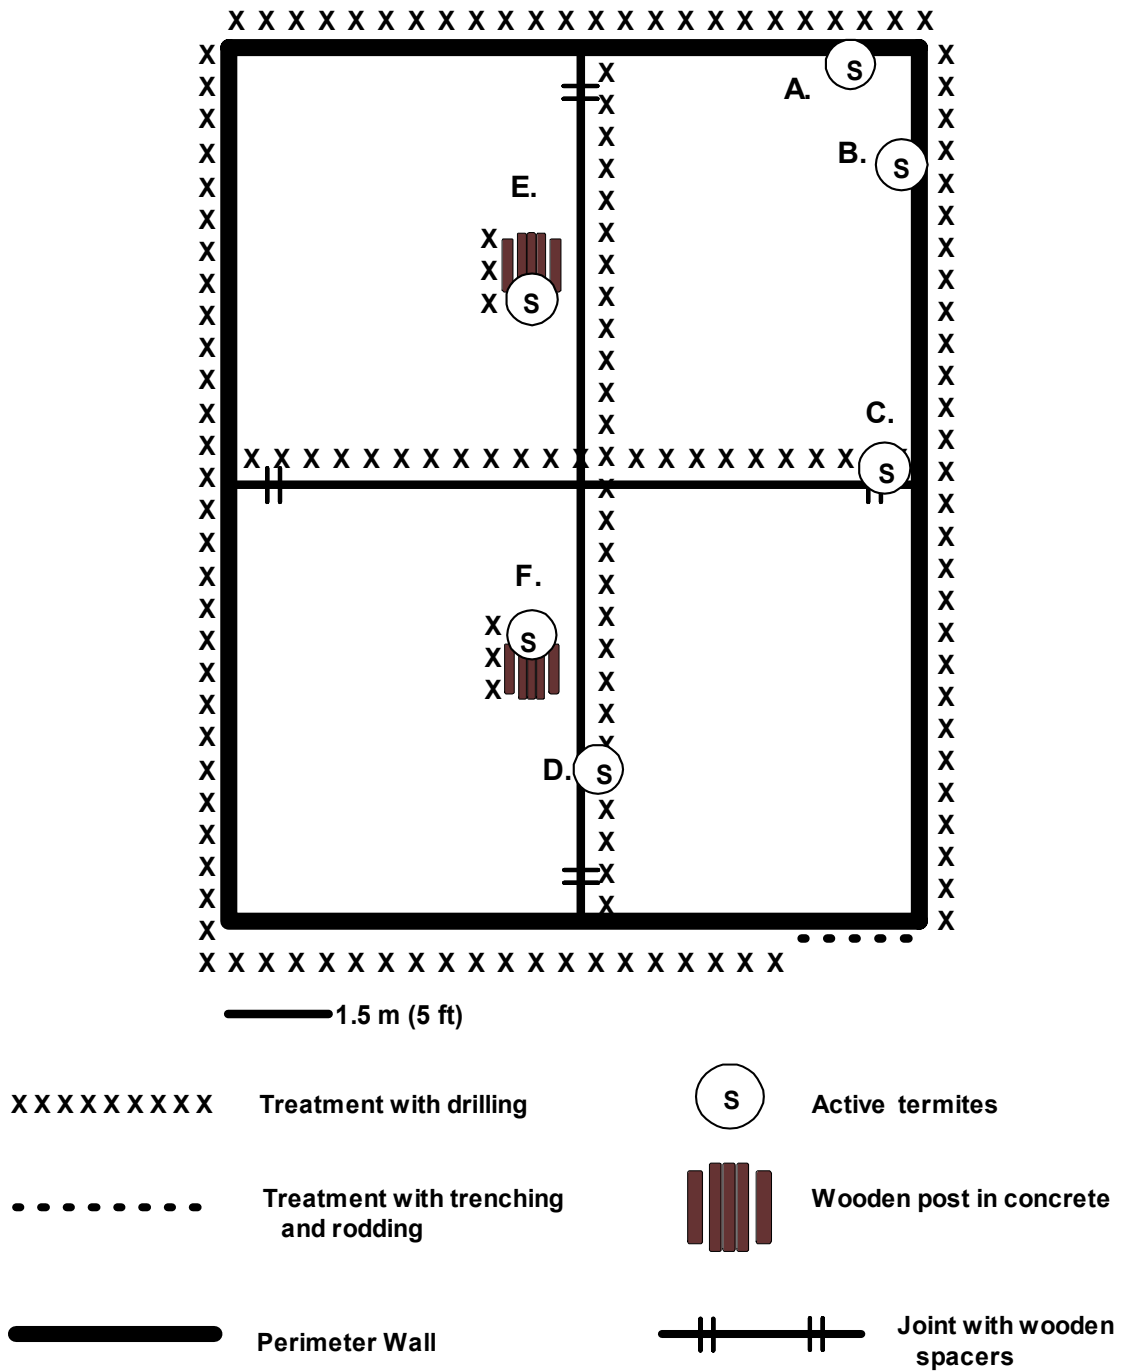 S
A.
B.
S
E.
S
C.
S
F.
S
D.
S
1.5 m (5 ft)
X X X X X X X X X
Treatment with drilling
S
Active termites
Treatment with trenching
and rodding
Wooden post in concrete
Perimeter Wall
Joint with wooden
spacers